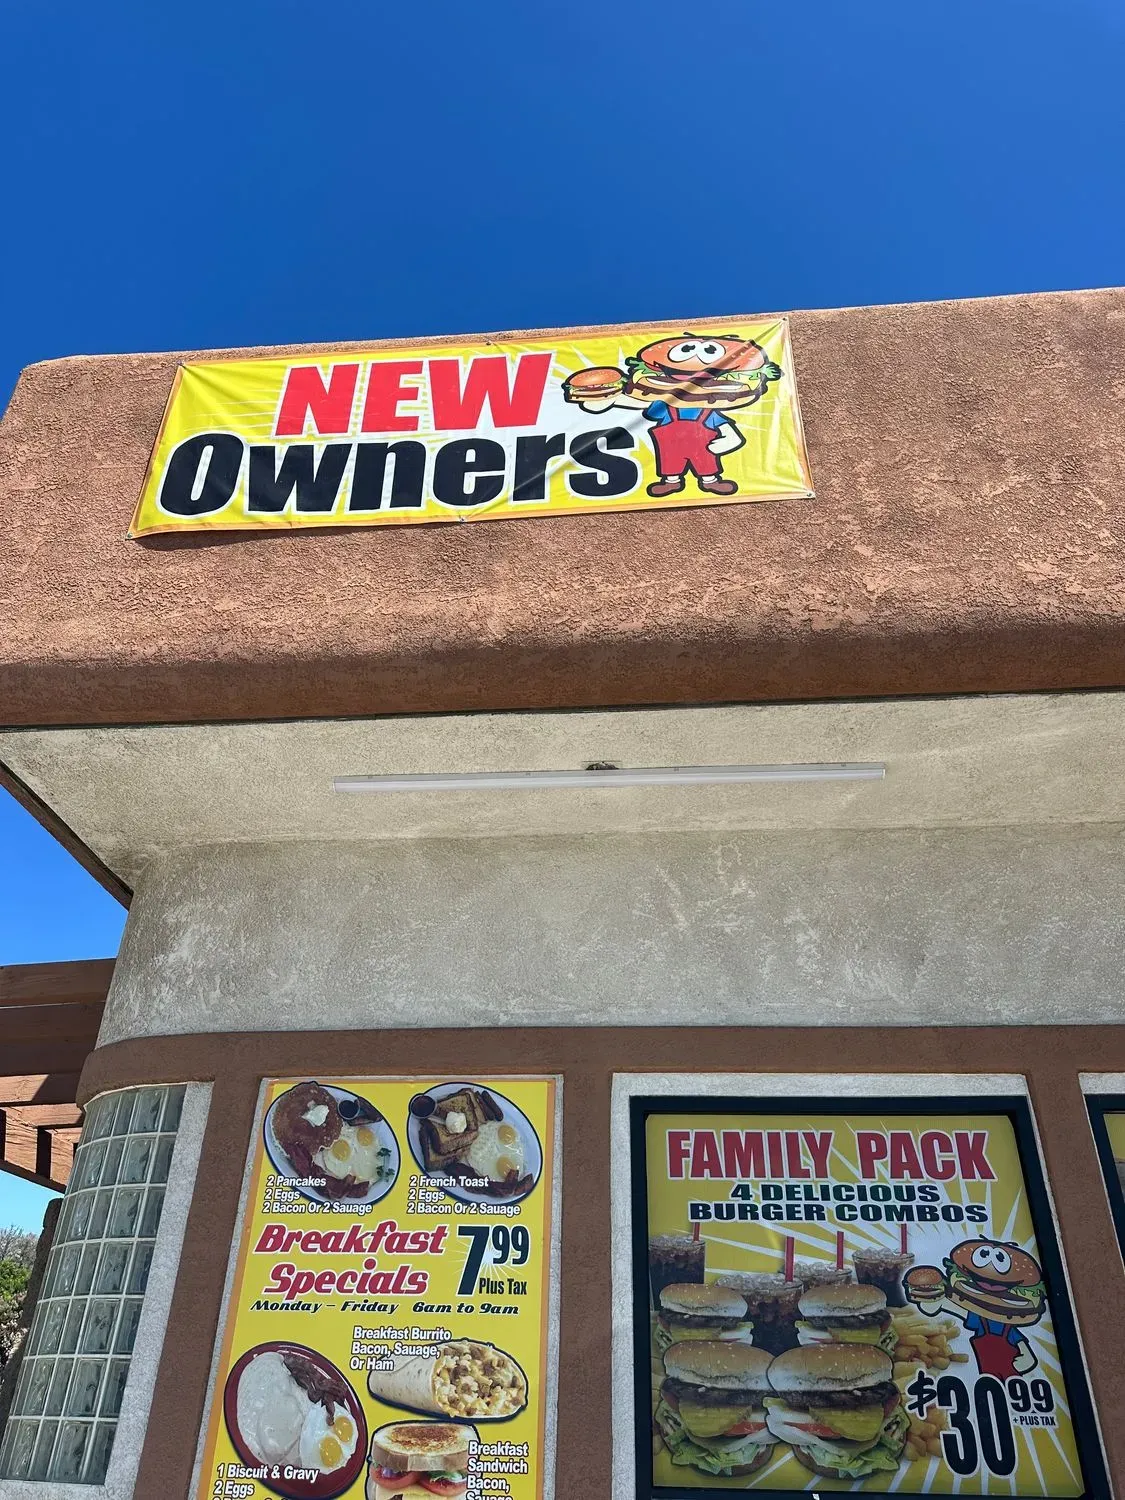 NEW
Owners
2 Pancakes
2 Eggs
2 Bacon Or 2 Sauage
2 French Toast
2 Eggs
2 Bacon Or 2 Sauage
Breakfast
Specials
799
Plus Tax
Monday - Friday 6am to 9am
Breakfast Burrito
Bacon, Sauage,
Or Ham
1 Biscuit & Gravy
2 Eggs
Breakfast
Sandwich
Bacon,
Sauage
FAMILY PACK
4 DELICIOUS
BURGER COMBOS
$3099
+ PLUS TAX